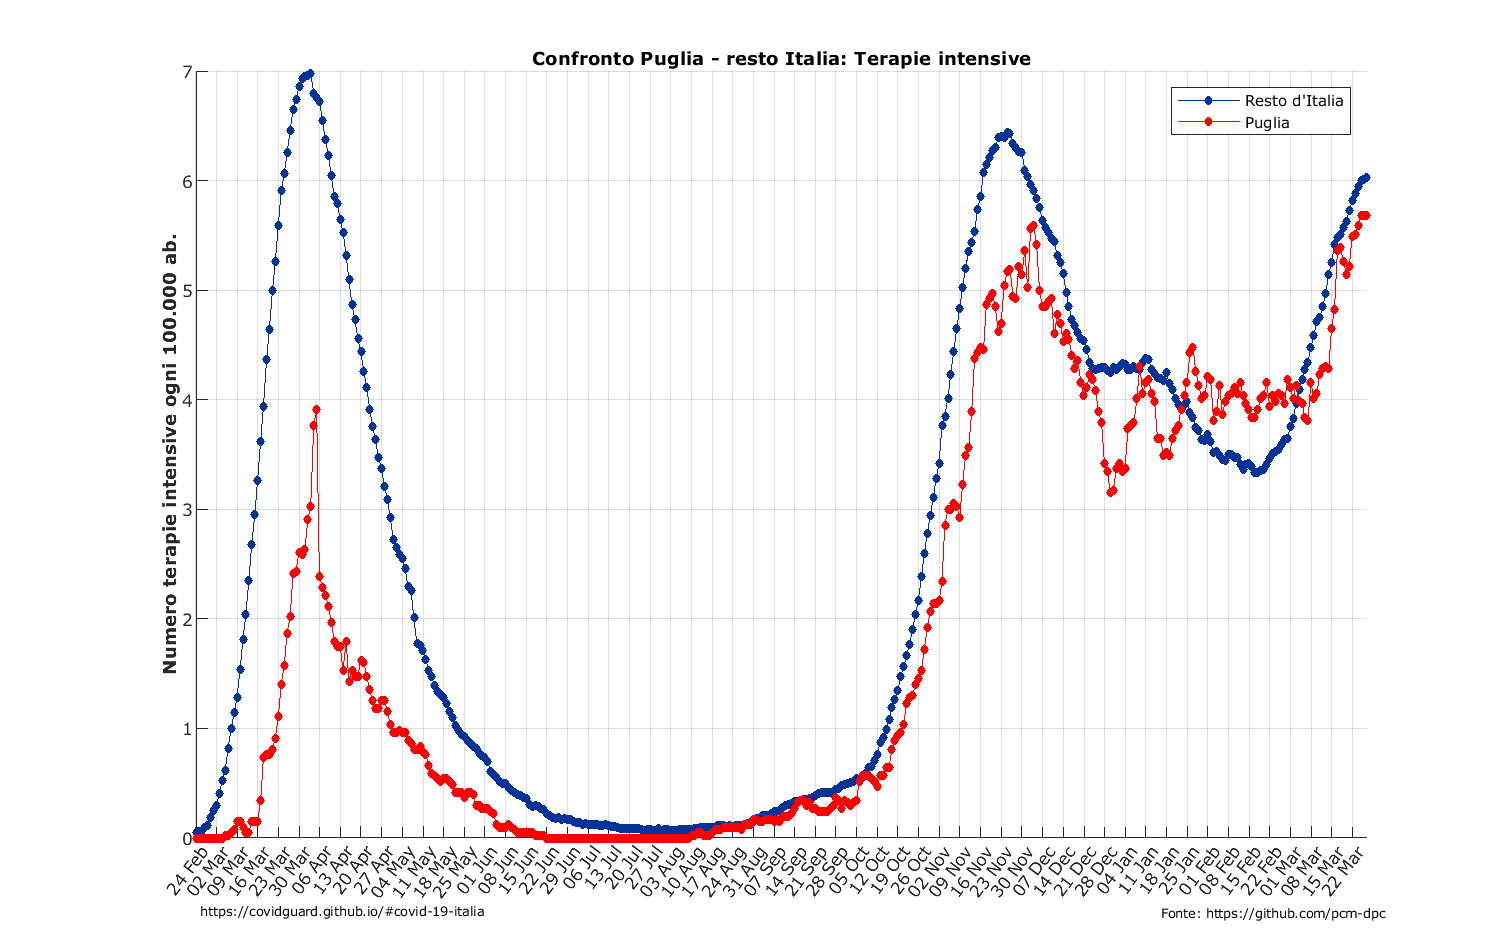 Confronto Puglia - resto Italia: Terapie intensive
Numero terapie intensive ogni 100.000 ab.
7
6
5
4
3
2
1
0
Resto d'Italia
Puglia
24 Feb
02 Mar
09 Mar
16 Mar
23 Mar
30 Mar
06 Apr
13 Apr
20 Apr
27 Apr
04 May
11 May
18 May
25 May
01 Jun
08 Jun
15 Jun
22 Jun
29 Jun
06 Jul
13 Jul
20 Jul
27 Jul
03 Aug
10 Aug
17 Aug
24 Aug
31 Aug
07 Sep
14 Sep
21 Sep
28 Sep
05 Oct
12 Oct
19 Oct
26 Oct
02 Nov
09 Nov
16 Nov
23 Nov
30 Nov
07 Dec
14 Dec
21 Dec
28 Dec
04 Jan
11 Jan
18 Jan
25 Jan
01 Feb
08 Feb
15 Feb
22 Feb
01 Mar
08 Mar
15 Mar
22 Mar
https://covidguard.github.io/#covid-19-italia
Fonte: https://github.com/pcm-dpc